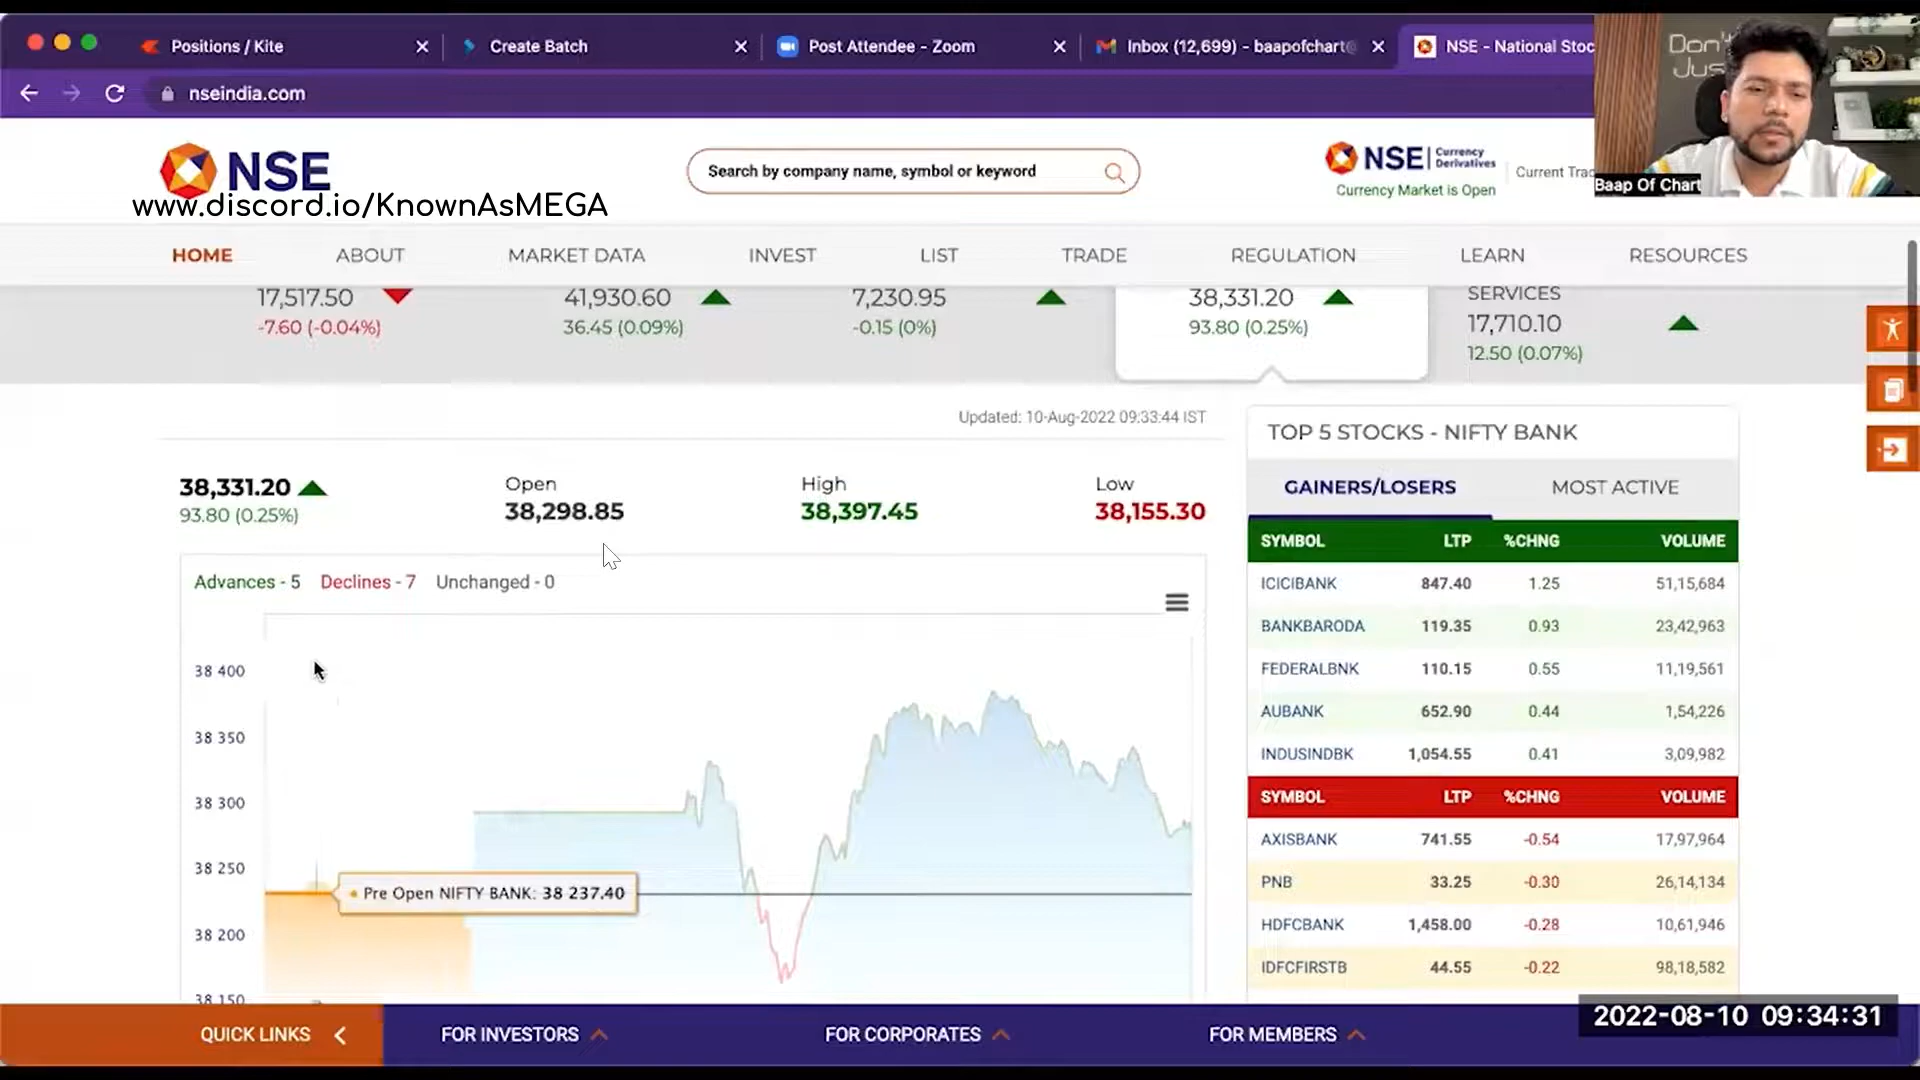 Positions / Kite
Create Batch
Post Attendee - Zoom
Inbox (12,699) - baapofchart@
NSE - National Stoc
nseindia.com
Don't
Jus
Baap Of Chart
NSE
www.discord.io/KnownAsMEGA
Search by company name, symbol or keyword
NSE Currency Derivatives
Currency Market is Open
Current Trad
HOME ABOUT MARKET DATA INVEST LIST TRADE REGULATION LEARN RESOURCES
17,517.50
-7.60 (-0.04%)
41,930.60
36.45 (0.09%)
7,230.95
-0.15 (0%)
38,331.20
93.80 (0.25%)
SERVICES
17,710.10
12.50 (0.07%)
Updated: 10-Aug-2022 09:33:44 IST
38,331.20
93.80 (0.25%)
Open
38,298.85
High
38,397.45
Low
38,155.30
Advances - 5 Declines - 7 Unchanged - 0
38 400
38 350
38 300
38 250
38 200
38 150
Pre Open NIFTY BANK: 38 237.40
TOP 5 STOCKS - NIFTY BANK
GAINERS/LOSERS MOST ACTIVE
SYMBOL LTP %CHNG VOLUME
ICICIBANK 847.40 1.25 51,15,684
BANKBARODA 119.35 0.93 23,42,963
FEDERALBNK 110.15 0.55 11,19,561
AUBANK 652.90 0.44 1,54,226
INDUSINDBK 1,054.55 0.41 3,09,982
SYMBOL LTP %CHNG VOLUME
AXISBANK 741.55 -0.54 17,97,964
PNB 33.25 -0.30 26,14,134
HDFCBANK 1,458.00 -0.28 10,61,946
IDFCFIRSTB 44.55 -0.22 98,18,582
QUICK LINKS
FOR INVESTORS
FOR CORPORATES
FOR MEMBERS
2022-08-10 09:34:31